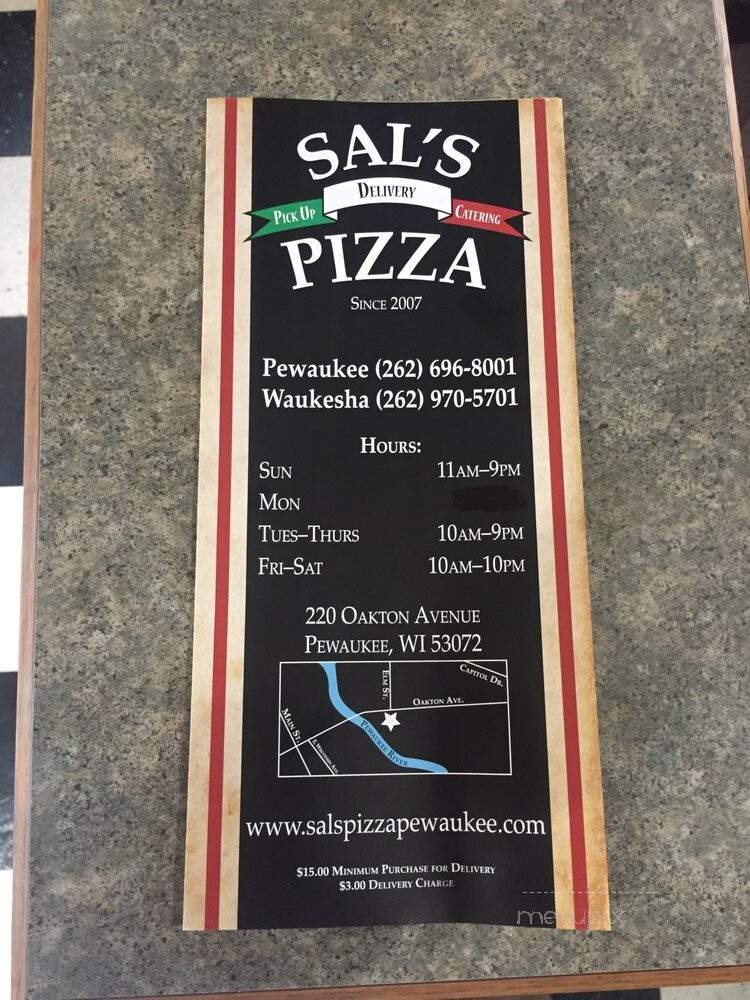 SAL'S
PICK UP DELIVERY CATERING
PIZZA
SINCE 2007
Pewaukee (262) 696-8001
Waukesha (262) 970-5701
HOURS:
SUN 11AM–9PM
MON
TUES–THURS 10AM–9PM
FRI–SAT 10AM–10PM
220 OAKTON AVENUE
PEWAUKEE, WI 53072
CAPITOL DR.
ELM ST.
OAKTON AVE.
MAIN ST.
PEWAUKEE RIVER
www.salspizzapewaukee.com
$15.00 MINIMUM PURCHASE FOR DELIVERY
$3.00 DELIVERY CHARGE
menupix